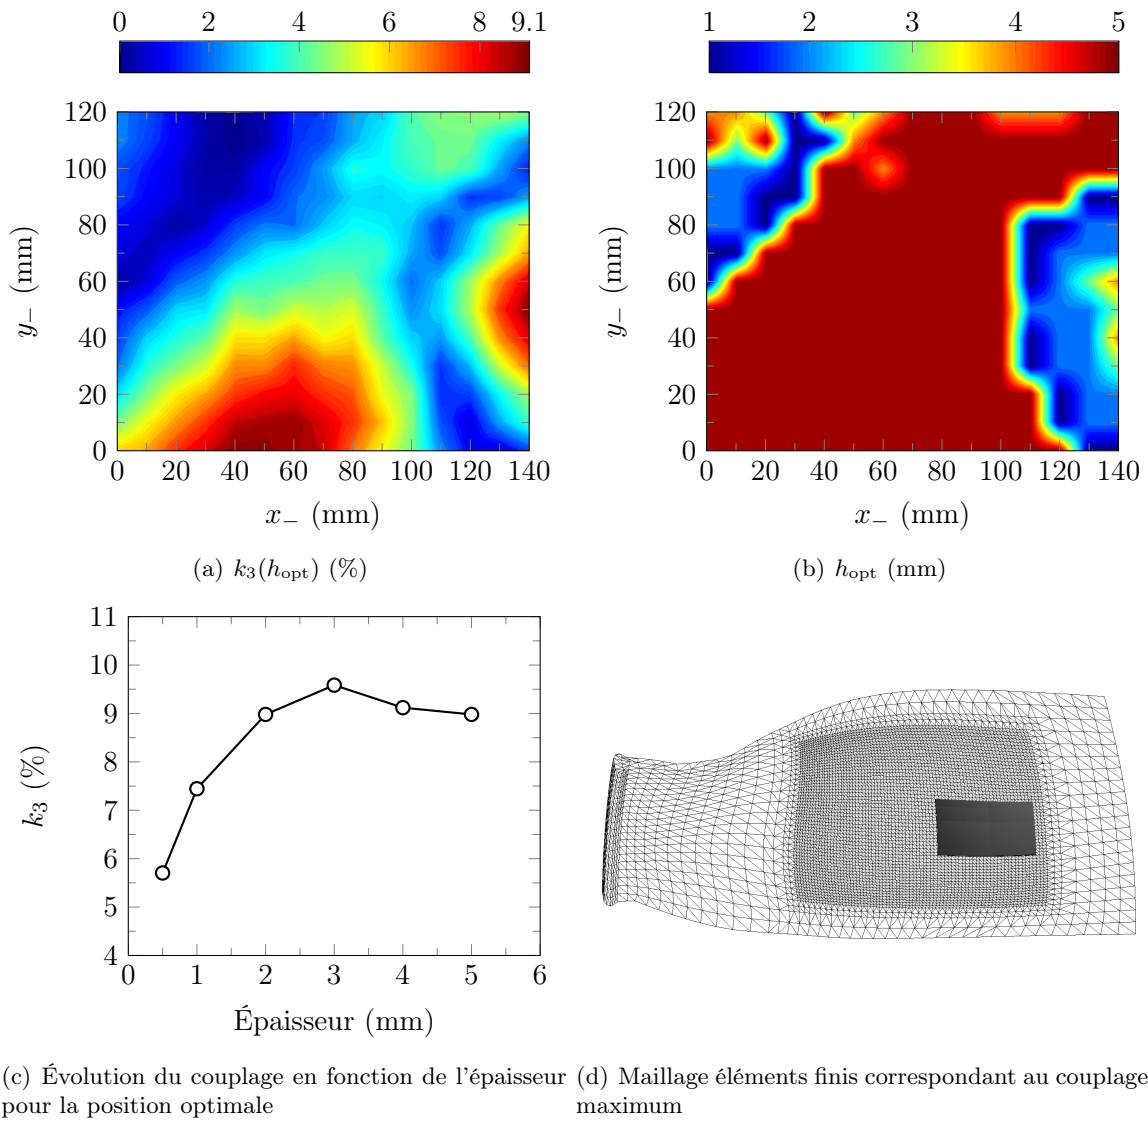 0 2 4 6 8 9.1
1 2 3 4 5
120
100
80
60
40
20
0
y− (mm)
0 20 40 60 80 100 120 140
x− (mm)
(a) k3(hopt) (%)
120
100
80
60
40
20
0
y− (mm)
0 20 40 60 80 100 120 140
x− (mm)
(b) hopt (mm)
11
10
9
8
7
6
5
4
k3 (%)
0 1 2 3 4 5 6
Épaisseur (mm)
(c) Évolution du couplage en fonction de l'épaisseur
pour la position optimale
(d) Maillage éléments finis correspondant au couplage
maximum